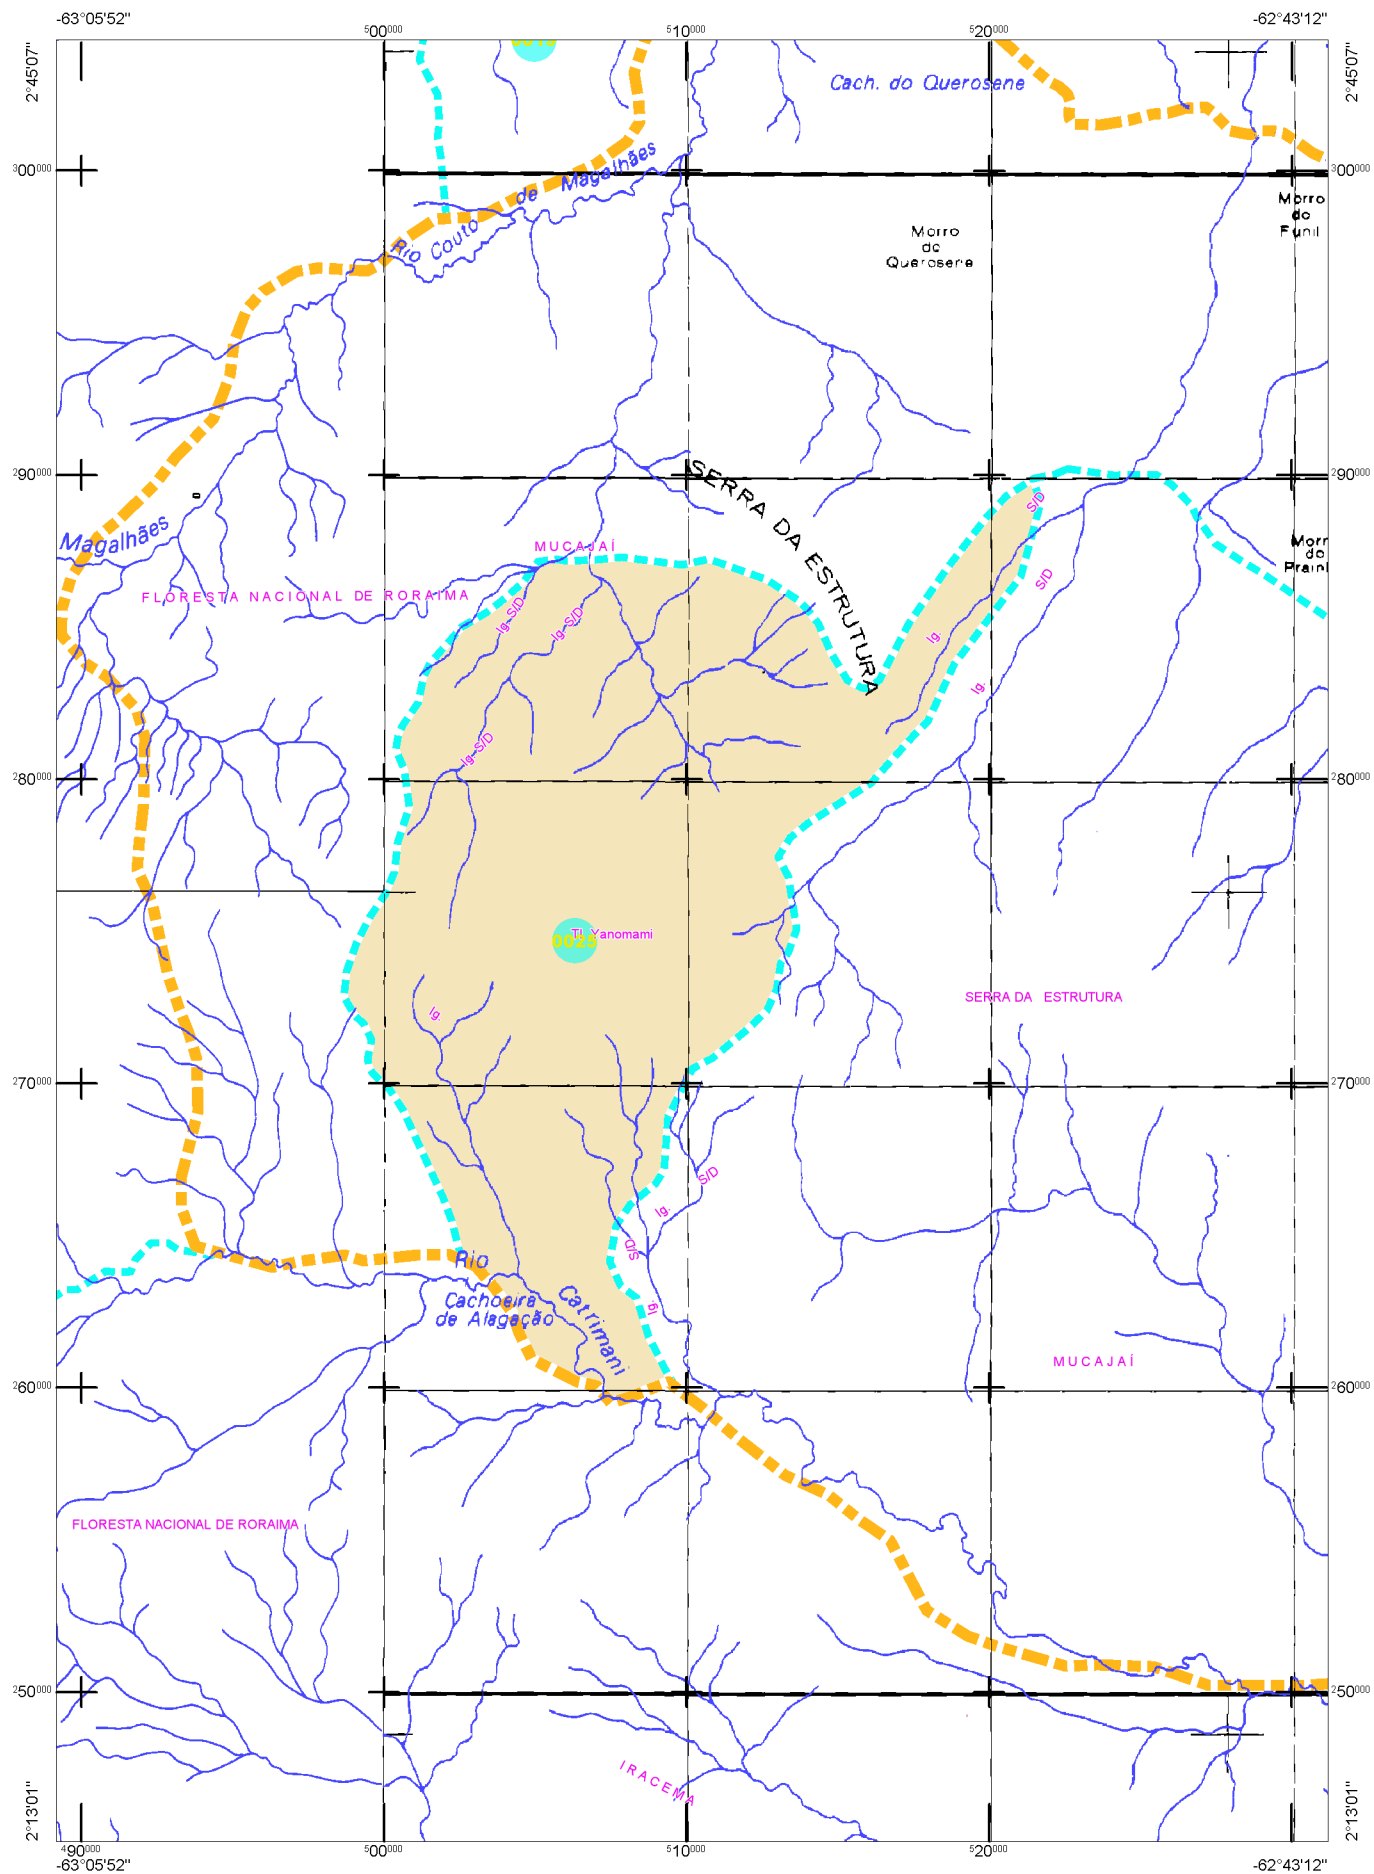 -63°05'52"
500000
510000
520000
-62°43'12"
2°45'07"
2°45'07"
Cach. do Querosene
300000
300000
Rio Couto de Magalhães
Morro
do
Funil
Morro
do
Querosene
290000
290000
SERRA DA ESTRUTURA
S/D
Magalhães
MUCAJAÍ
Morr
do
FLORESTA NACIONAL DE RORAIMA
Ig. S/D
Ig. S/D
S/D
Ig.
Ig.
Ig. S/D
280000
280000
0025
T.I. Yanomami
SERRA DA ESTRUTURA
Ig.
270000
270000
S/D
Ig.
S/D
Rio Catrimani
Cachoeira
de Alagação
Ig.
MUCAJAÍ
260000
260000
FLORESTA NACIONAL DE RORAIMA
250000
250000
IRACEMA
2°13'01"
2°13'01"
490000
500000
510000
520000
-63°05'52"
-62°43'12"